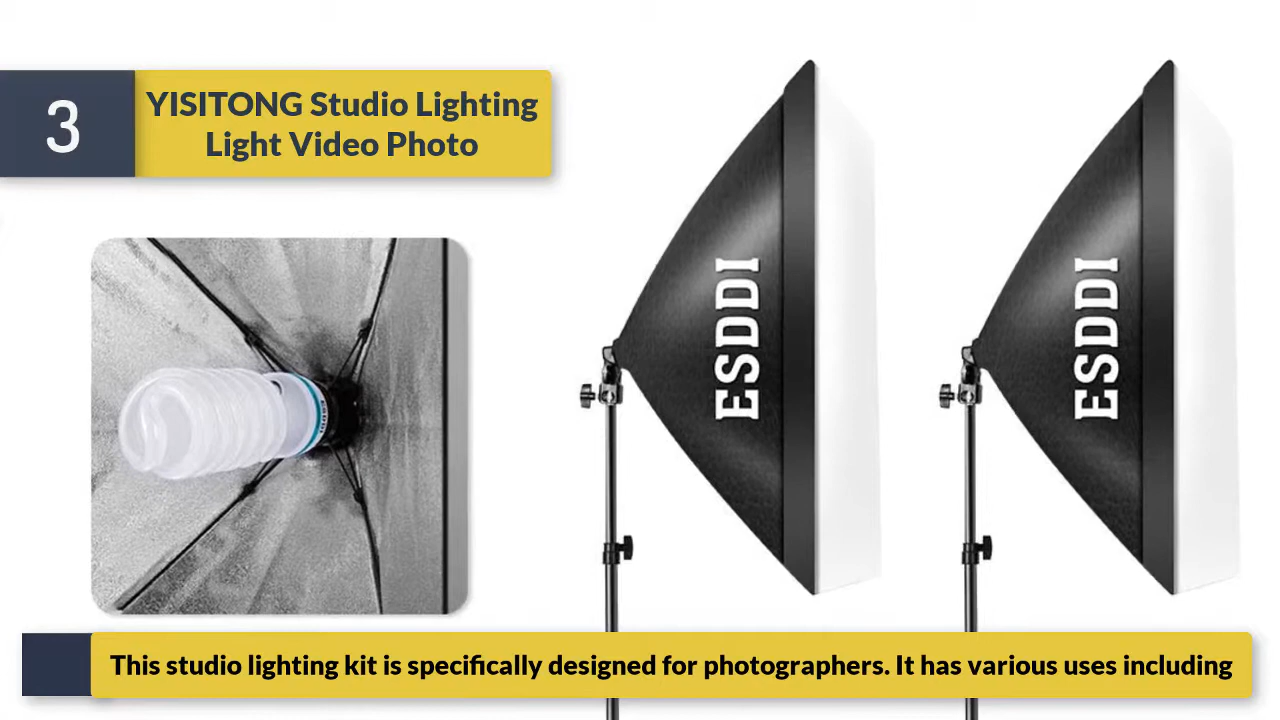 3
YISITONG Studio Lighting
Light Video Photo
ESDDI
ESDDI
This studio lighting kit is specifically designed for photographers. It has various uses including